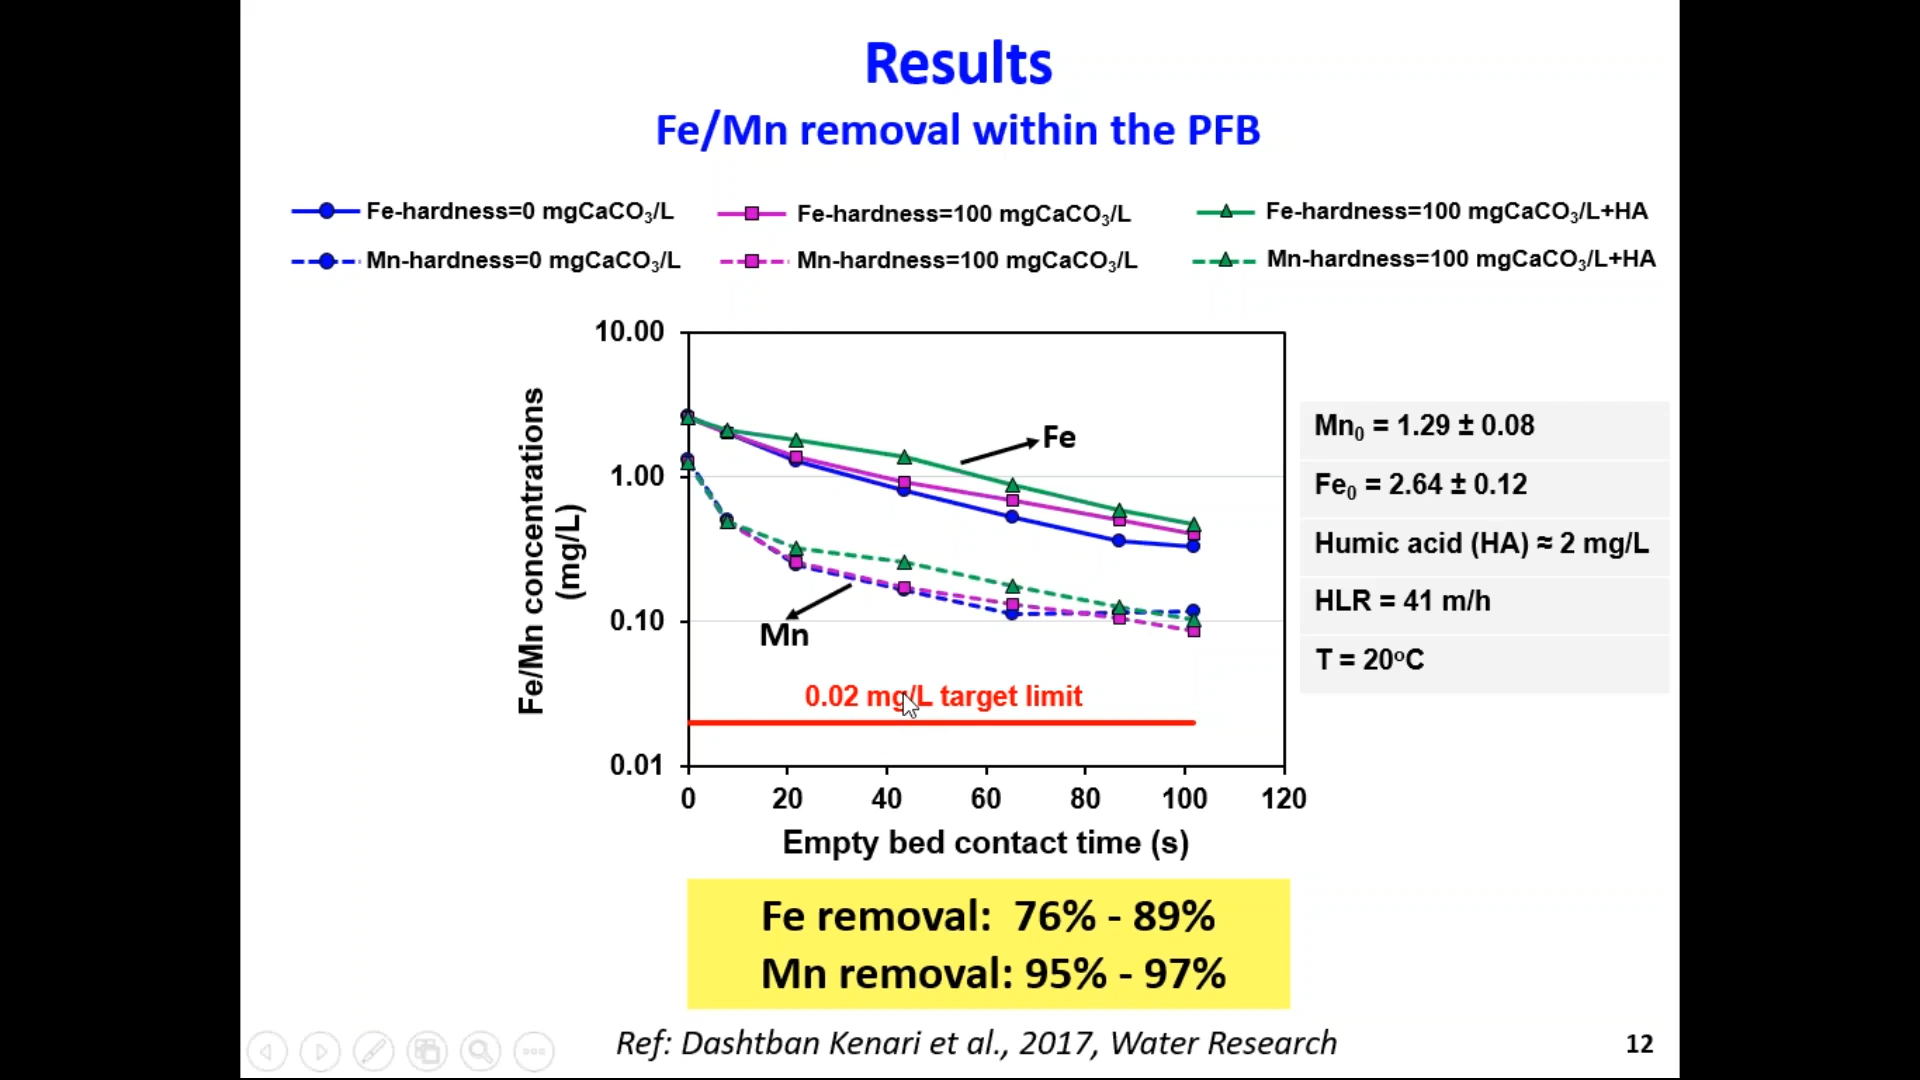 Results
Fe/Mn removal within the PFB
Fe-hardness=0 mgCaCO₃/L
Fe-hardness=100 mgCaCO₃/L
Fe-hardness=100 mgCaCO₃/L+HA
Mn-hardness=0 mgCaCO₃/L
Mn-hardness=100 mgCaCO₃/L
Mn-hardness=100 mgCaCO₃/L+HA
Fe/Mn concentrations
(mg/L)
10.00
1.00
0.10
0.01
Fe
Mn
0.02 mg/L target limit
0 20 40 60 80 100 120
Empty bed contact time (s)
Mn₀ = 1.29 ± 0.08
Fe₀ = 2.64 ± 0.12
Humic acid (HA) ≈ 2 mg/L
HLR = 41 m/h
T = 20ºC
Fe removal: 76% - 89%
Mn removal: 95% - 97%
Ref: Dashtban Kenari et al., 2017, Water Research
12